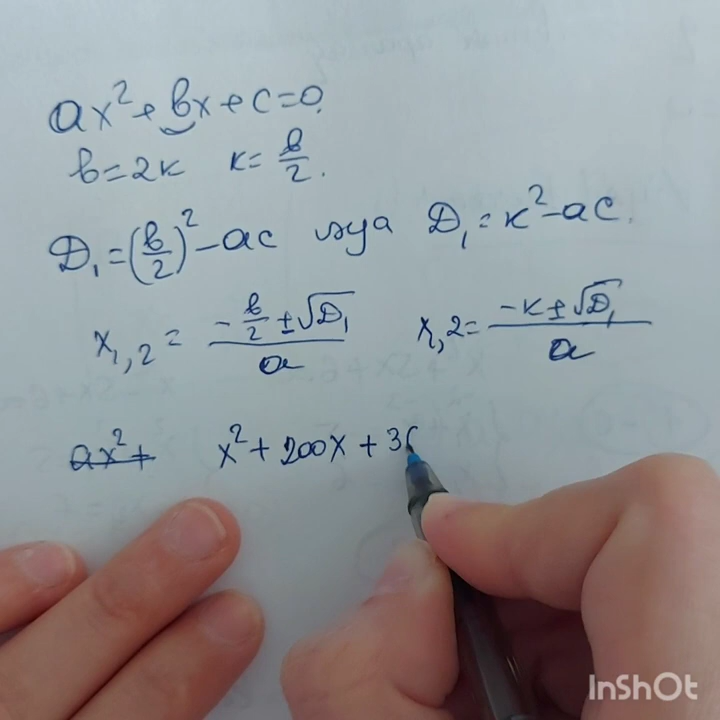 ax² + bx + c = 0
b = 2k k = b/2.
D₁ = (b/2)² - ac D₁ = k² - ac.
x₁,₂ = (-b/2 ± √D₁)/a x₁,₂ = (-k ± √D₁)/a
ax² + x² + 200x + 3
InShOt